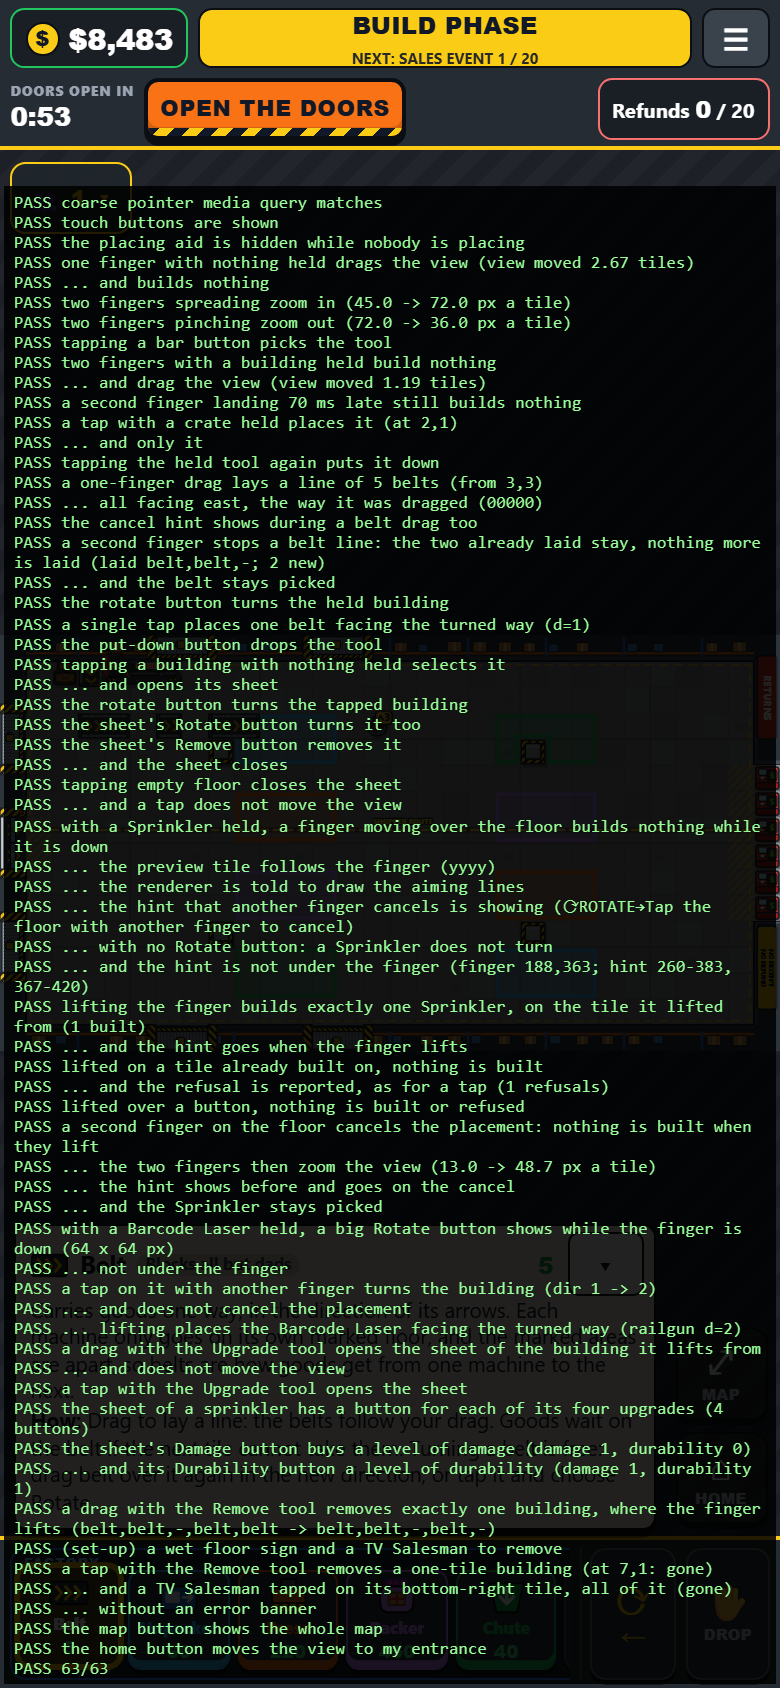 $ $8,483
BUILD PHASE
NEXT: SALES EVENT 1 / 20
DOORS OPEN IN
0:53
OPEN THE DOORS
Refunds 0 / 20
PASS coarse pointer media query matches
PASS touch buttons are shown
PASS the placing aid is hidden while nobody is placing
PASS one finger with nothing held drags the view (view moved 2.67 tiles)
PASS ... and builds nothing
PASS two fingers spreading zoom in (45.0 -> 72.0 px a tile)
PASS two fingers pinching zoom out (72.0 -> 36.0 px a tile)
PASS tapping a bar button picks the tool
PASS two fingers with a building held build nothing
PASS ... and drag the view (view moved 1.19 tiles)
PASS a second finger landing 70 ms late still builds nothing
PASS a tap with a crate held places it (at 2,1)
PASS ... and only it
PASS tapping the held tool again puts it down
PASS a one-finger drag lays a line of 5 belts (from 3,3)
PASS ... all facing east, the way it was dragged (00000)
PASS the cancel hint shows during a belt drag too
PASS a second finger stops a belt line: the two already laid stay, nothing more
is laid (laid belt,belt,-; 2 new)
PASS ... and the belt stays picked
PASS the rotate button turns the held building
PASS a single tap places one belt facing the turned way (d=1)
PASS the put-down button drops the tool
PASS tapping a building with nothing held selects it
PASS ... and opens its sheet
PASS the rotate button turns the tapped building
PASS the sheet's Rotate button turns it too
PASS the sheet's Remove button removes it
PASS ... and the sheet closes
PASS tapping empty floor closes the sheet
PASS ... and a tap does not move the view
PASS with a Sprinkler held, a finger moving over the floor builds nothing while
it is down
PASS ... the preview tile follows the finger (yyyy)
PASS ... the renderer is told to draw the aiming lines
PASS ... the hint that another finger cancels is showing (⟳ROTATE→Tap the
floor with another finger to cancel)
PASS ... with no Rotate button: a Sprinkler does not turn
PASS ... and the hint is not under the finger (finger 188,363; hint 260-383,
367-420)
PASS lifting the finger builds exactly one Sprinkler, on the tile it lifted
from (1 built)
PASS ... and the hint goes when the finger lifts
PASS lifted on a tile already built on, nothing is built
PASS ... and the refusal is reported, as for a tap (1 refusals)
PASS lifted over a button, nothing is built or refused
PASS a second finger on the floor cancels the placement: nothing is built when
they lift
PASS ... the two fingers then zoom the view (13.0 -> 48.7 px a tile)
PASS ... the hint shows before and goes on the cancel
PASS ... and the Sprinkler stays picked
PASS with a Barcode Laser held, a big Rotate button shows while the finger is
down (64 x 64 px)
PASS ... not under the finger
PASS a tap on it with another finger turns the building (dir 1 -> 2)
PASS ... and does not cancel the placement
PASS ... lifting places the Barcode Laser facing the turned way (railgun d=2)
PASS a drag with the Upgrade tool opens the sheet of the building it lifts from
PASS ... and does not move the view
PASS a tap with the Upgrade tool opens the sheet
PASS the sheet of a sprinkler has a button for each of its four upgrades (4
buttons)
PASS the sheet's Damage button buys a level of damage (damage 1, durability 0)
PASS ... and its Durability button a level of durability (damage 1, durability
1)
PASS a drag with the Remove tool removes exactly one building, where the finger
lifts (belt,belt,-,belt,belt -> belt,belt,-,belt,-)
PASS (set-up) a wet floor sign and a TV Salesman to remove
PASS a tap with the Remove tool removes a one-tile building (at 7,1: gone)
PASS ... and a TV Salesman tapped on its bottom-right tile, all of it (gone)
PASS ... without an error banner
PASS the map button shows the whole map
PASS the home button moves the view to my entrance
PASS 63/63
MAP
HOME
Packer
Chute
40
DROP